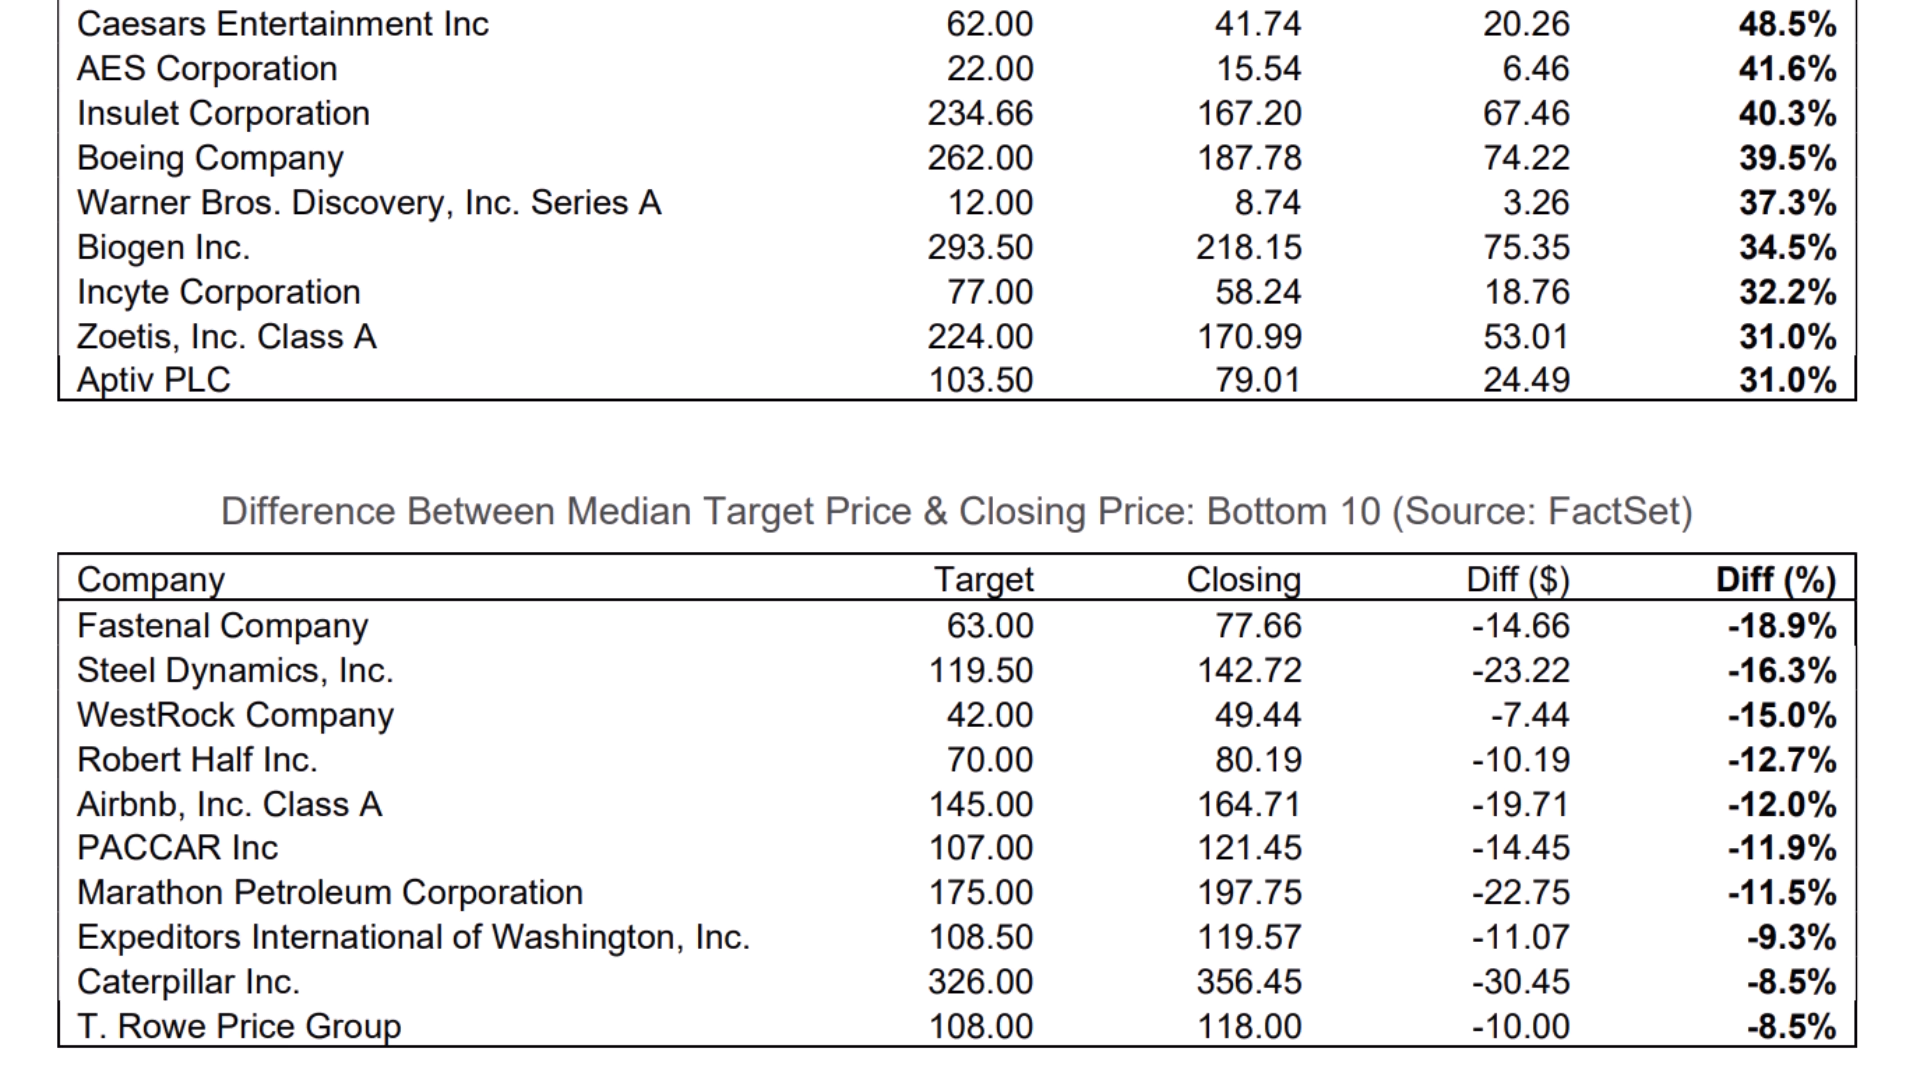 Caesars Entertainment Inc 62.00 41.74 20.26 48.5%
AES Corporation 22.00 15.54 6.46 41.6%
Insulet Corporation 234.66 167.20 67.46 40.3%
Boeing Company 262.00 187.78 74.22 39.5%
Warner Bros. Discovery, Inc. Series A 12.00 8.74 3.26 37.3%
Biogen Inc. 293.50 218.15 75.35 34.5%
Incyte Corporation 77.00 58.24 18.76 32.2%
Zoetis, Inc. Class A 224.00 170.99 53.01 31.0%
Aptiv PLC 103.50 79.01 24.49 31.0%
Difference Between Median Target Price & Closing Price: Bottom 10 (Source: FactSet)
Company Target Closing Diff ($) Diff (%)
Fastenal Company 63.00 77.66 -14.66 -18.9%
Steel Dynamics, Inc. 119.50 142.72 -23.22 -16.3%
WestRock Company 42.00 49.44 -7.44 -15.0%
Robert Half Inc. 70.00 80.19 -10.19 -12.7%
Airbnb, Inc. Class A 145.00 164.71 -19.71 -12.0%
PACCAR Inc 107.00 121.45 -14.45 -11.9%
Marathon Petroleum Corporation 175.00 197.75 -22.75 -11.5%
Expeditors International of Washington, Inc. 108.50 119.57 -11.07 -9.3%
Caterpillar Inc. 326.00 356.45 -30.45 -8.5%
T. Rowe Price Group 108.00 118.00 -10.00 -8.5%